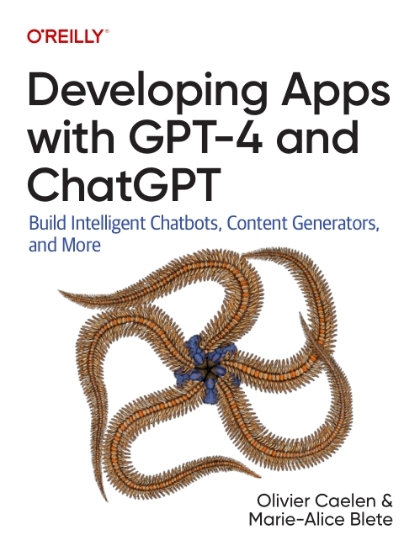 O'REILLY®
Developing Apps
with GPT-4 and
ChatGPT
Build Intelligent Chatbots, Content Generators,
and More
Olivier Caelen &
Marie-Alice Blete